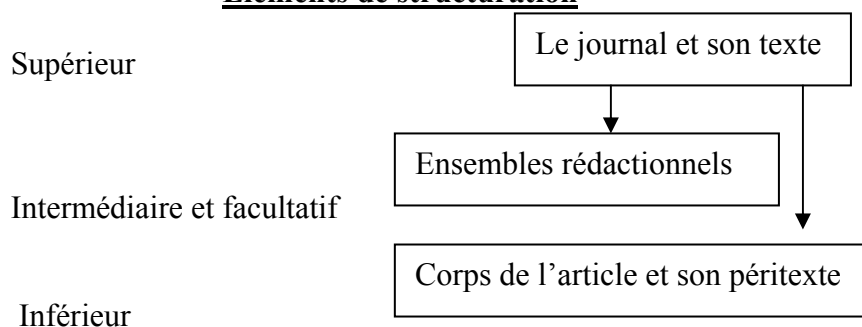 Eléments de structuration
Supérieur
Le journal et son texte
Ensembles rédactionnels
Intermédiaire et facultatif
Corps de l’article et son péritexte
Inférieur